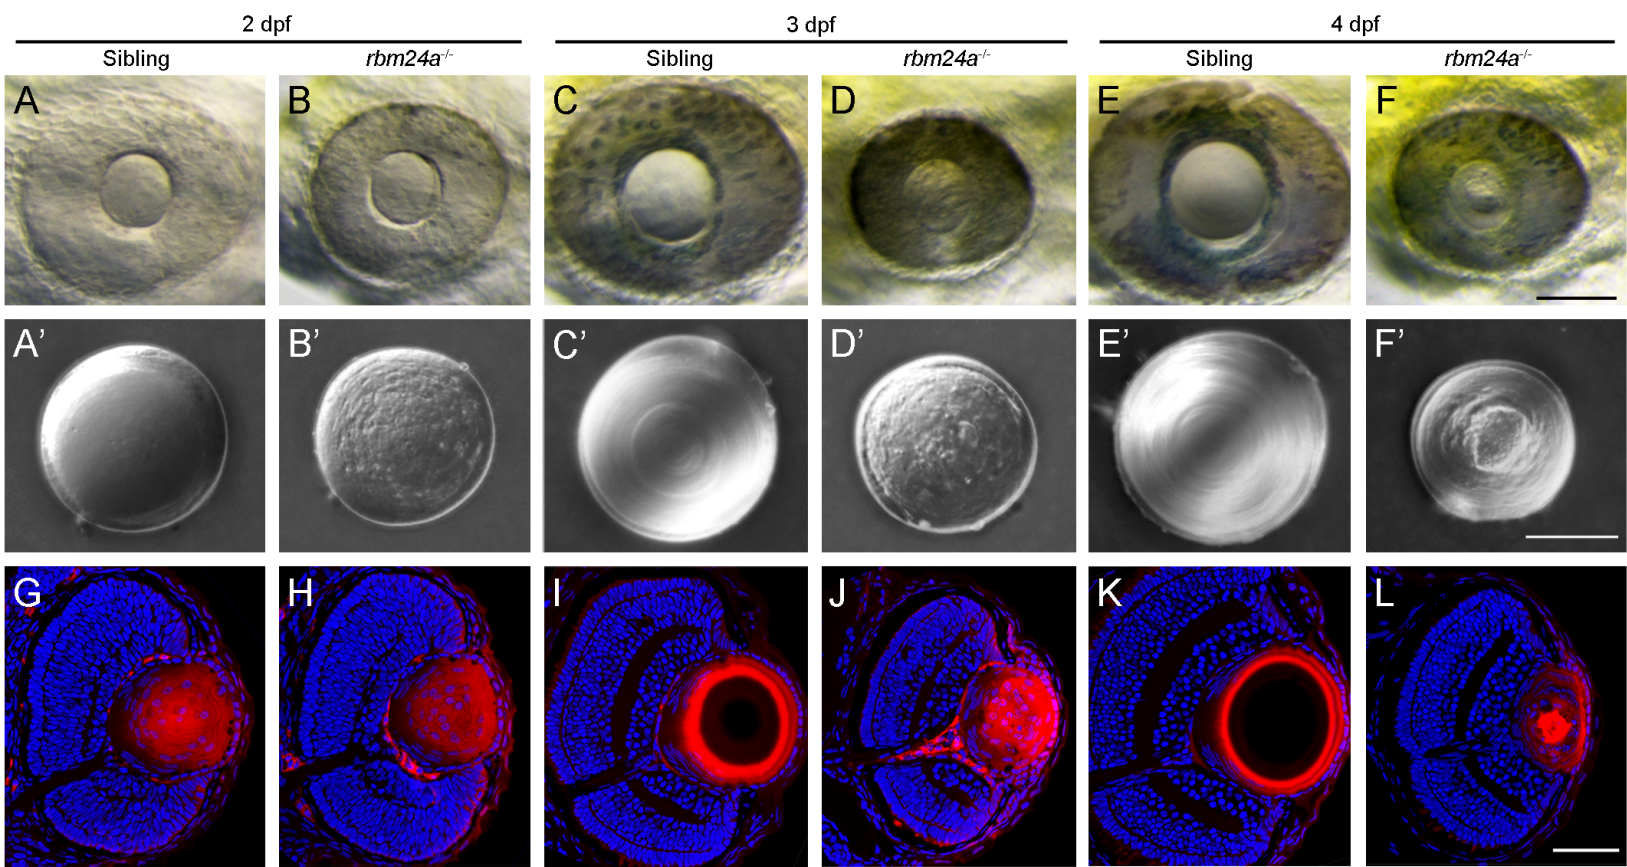 2 dpf 3 dpf 4 dpf
Sibling rbm24a-/- Sibling rbm24a-/- Sibling rbm24a-/-
A B C D E F
A’ B’ C’ D’ E’ F’
G H I J K L